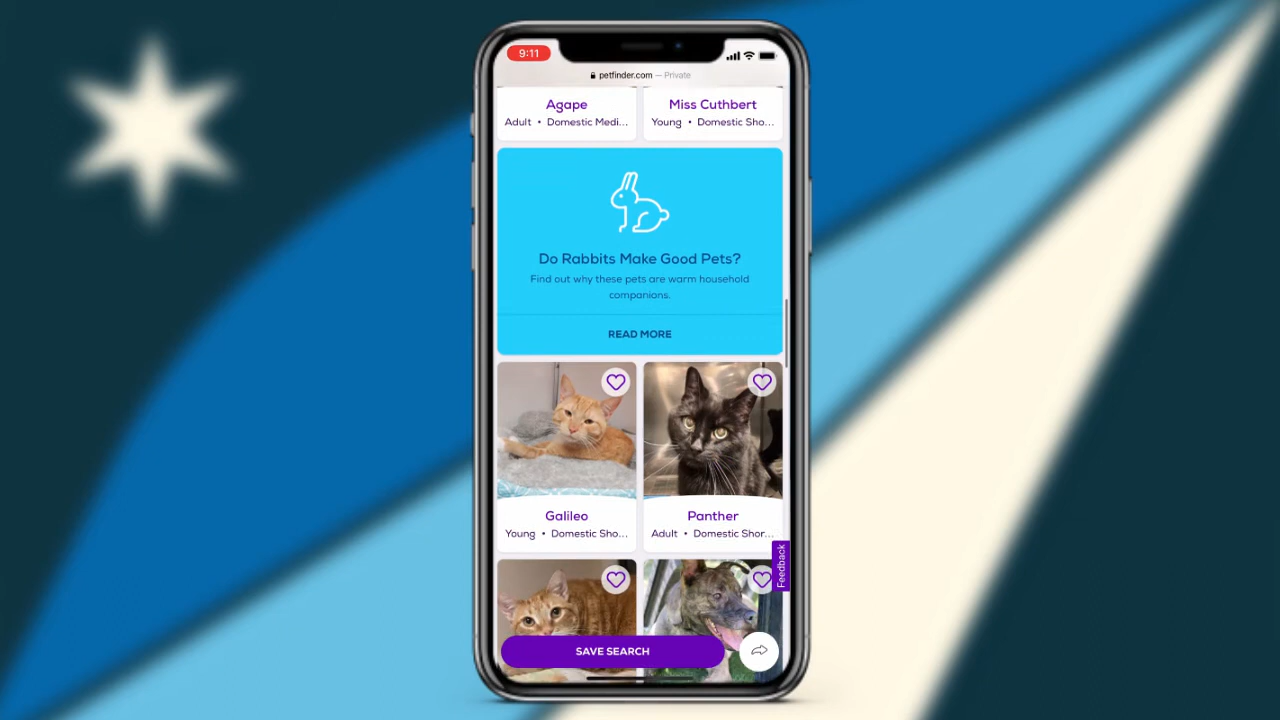 9:11
petfinder.com — Private
Agape
Miss Cuthbert
Adult • Domestic Medi...
Young • Domestic Sho...
Do Rabbits Make Good Pets?
Find out why these pets are warm household
companions.
READ MORE
Galileo
Panther
Young • Domestic Sho...
Adult • Domestic Shor...
Feedback
SAVE SEARCH